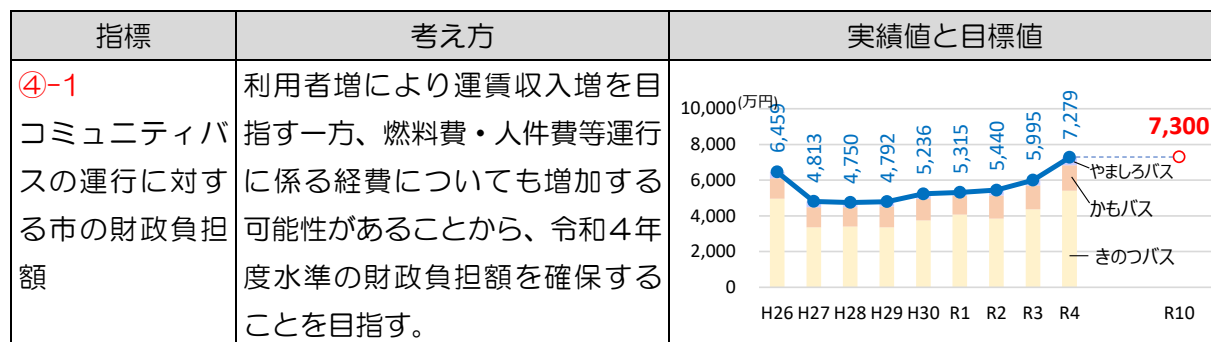 指標 考え方 実績値と目標値
④-1
コミュニティバ
スの運行に対す
る市の財政負担
額
利用者増により運賃収入増を目
指す一方、燃料費・人件費等運行
に係る経費についても増加する
可能性があることから、令和4年
度水準の財政負担額を確保する
ことを目指す。
(万円)
10,000
8,000
6,000
4,000
2,000
0
6,459 4,813 4,750 4,792 5,236 5,315 5,440 5,995 7,279
7,300
やましろバス
かもバス
きのつバス
H26 H27 H28 H29 H30 R1 R2 R3 R4 R10